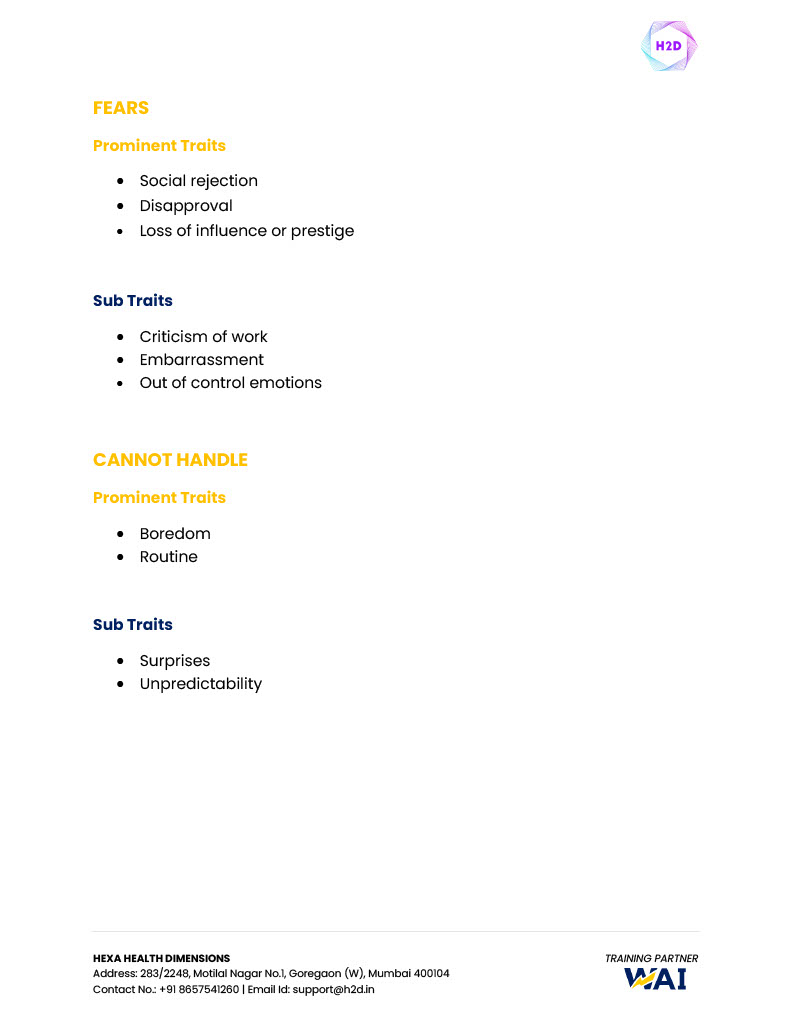 H2D
FEARS
Prominent Traits
• Social rejection
• Disapproval
• Loss of influence or prestige
Sub Traits
• Criticism of work
• Embarrassment
• Out of control emotions
CANNOT HANDLE
Prominent Traits
• Boredom
• Routine
Sub Traits
• Surprises
• Unpredictability
HEXA HEALTH DIMENSIONS
Address: 283/2248, Motilal Nagar No.1, Goregaon (W), Mumbai 400104
Contact No.: +91 8657541260 | Email Id: support@h2d.in
TRAINING PARTNER
WAI